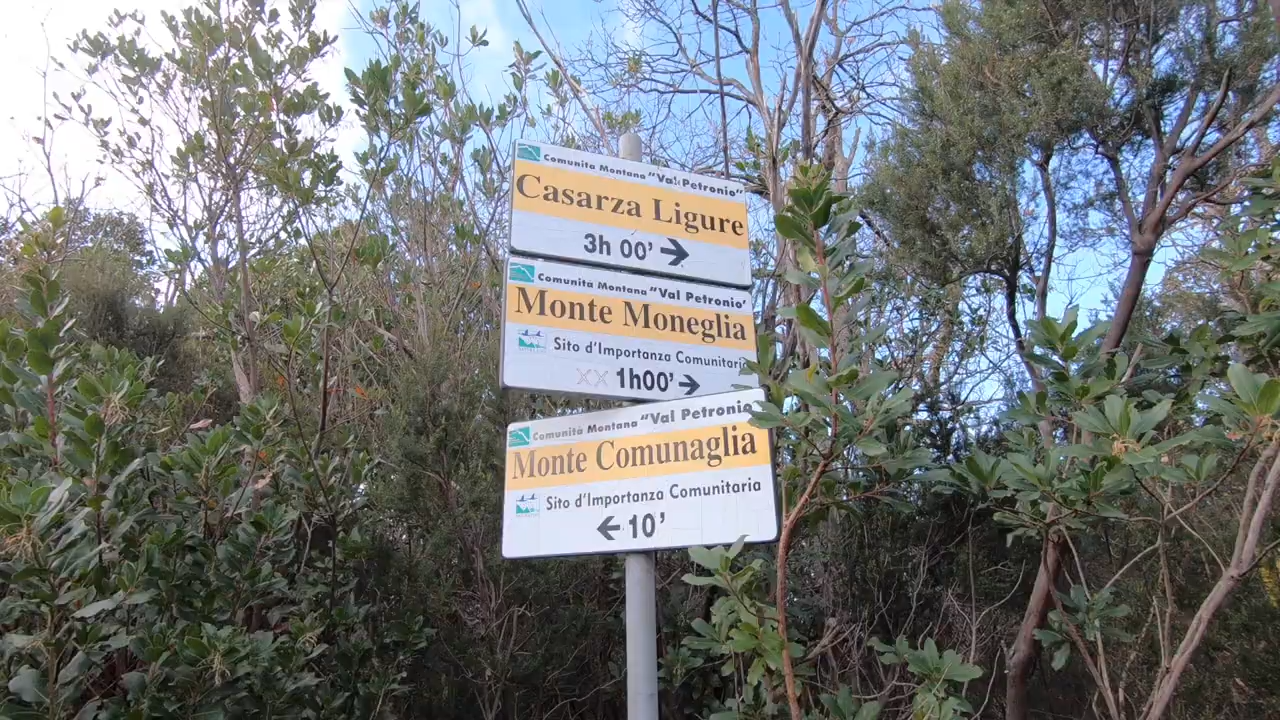 Comunità Montana "Val Petronio"
Casarza Ligure
3h 00' →
Comunità Montana "Val Petronio"
Monte Moneglia
Sito d'Importanza Comunitaria
XX 1h00' →
Comunità Montana "Val Petronio
Monte Comunaglia
Sito d'Importanza Comunitaria
← 10'